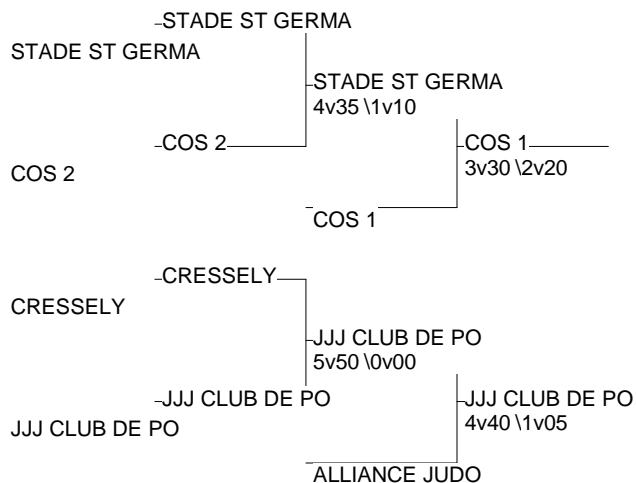 STADE ST GERMA
STADE ST GERMA
STADE ST GERMA
4v35 \1v10
COS 2
COS 1
3v30 \2v20
COS 2
COS 1
CRESSELY
CRESSELY
JJJ CLUB DE PO
5v50 \0v00
JJJ CLUB DE PO
JJJ CLUB DE PO
4v40 \1v05
JJJ CLUB DE PO
ALLIANCE JUDO